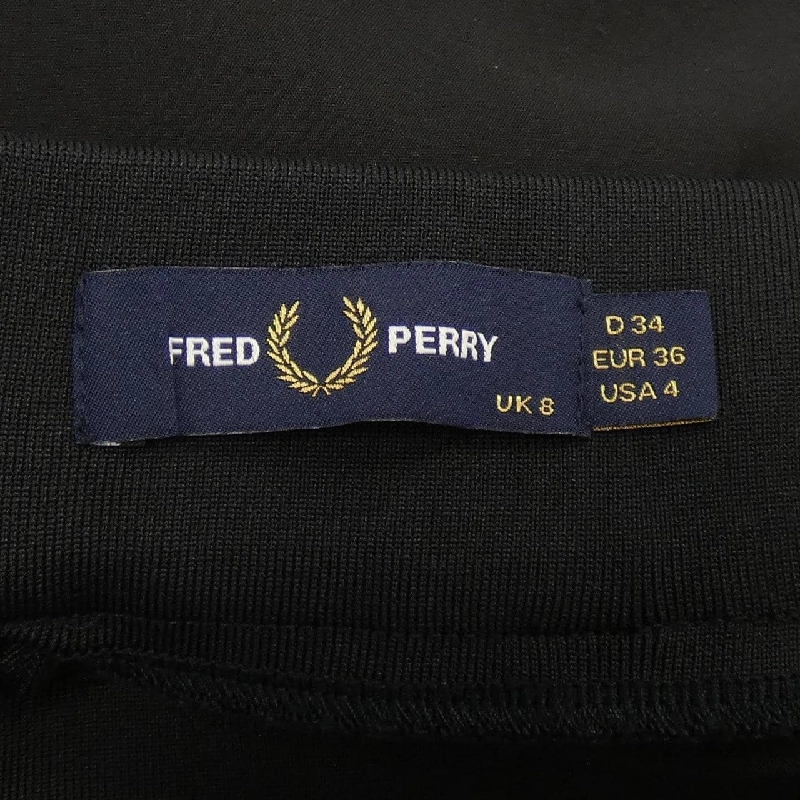 FRED PERRY
UK 8
D 34
EUR 36
USA 4